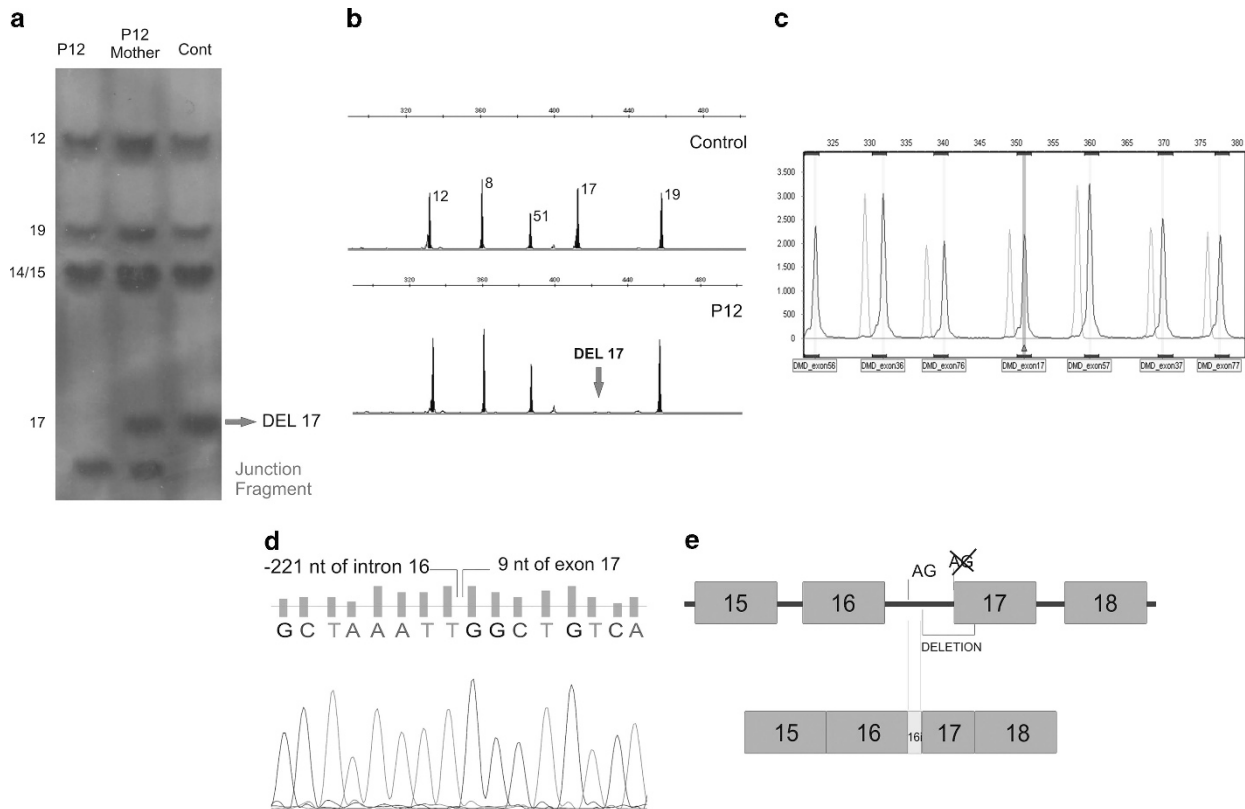 a
P12
P12
Mother
Cont
12
19
14/15
17
DEL 17
Junction
Fragment
b
320 360 400 440 480
Control
12
8
51
17
19
320 360 400 440 480
P12
DEL 17
c
325 330 335 340 345 350 355 360 365 370 375 380
3.500
3.000
2.500
2.000
1.500
1.000
500
0
DMD_exon56 DMD_exon36 DMD_exon76 DMD_exon17 DMD_exon57 DMD_exon37 DMD_exon77
d
-221 nt of intron 16 9 nt of exon 17
G C T A A A T T G G C T G T C A
e
AG AG
15 16 17 18
DELETION
15 16 16i 17 18